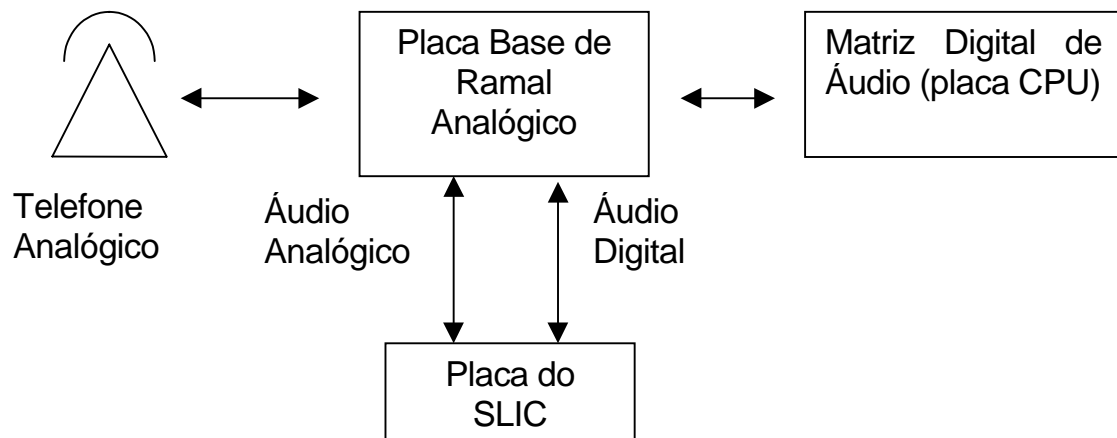 Placa Base de
Ramal
Analógico
Matriz Digital de
Áudio (placa CPU)
Telefone
Analógico
Áudio
Analógico
Áudio
Digital
Placa do
SLIC